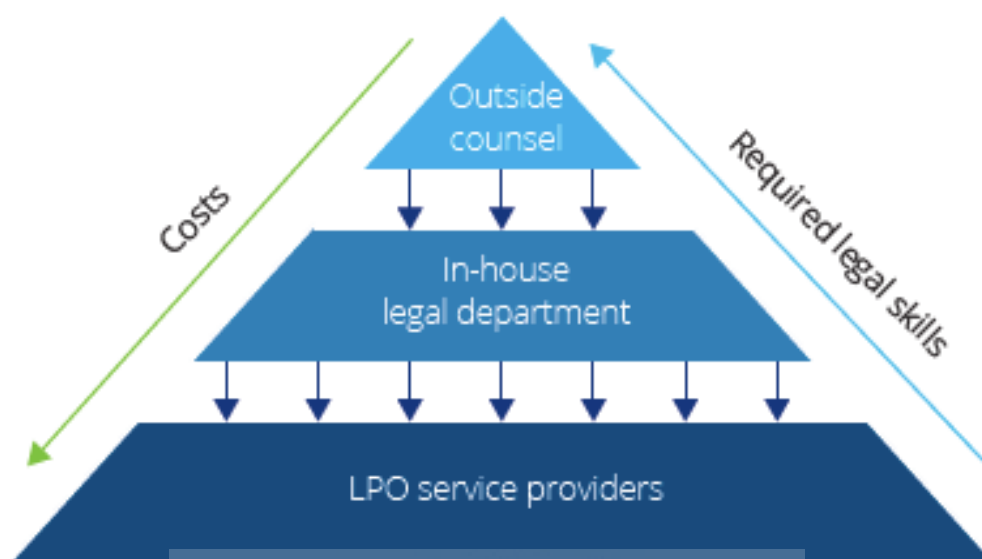 Outside
counsel
Costs
Required legal skills
In-house
legal department
LPO service providers